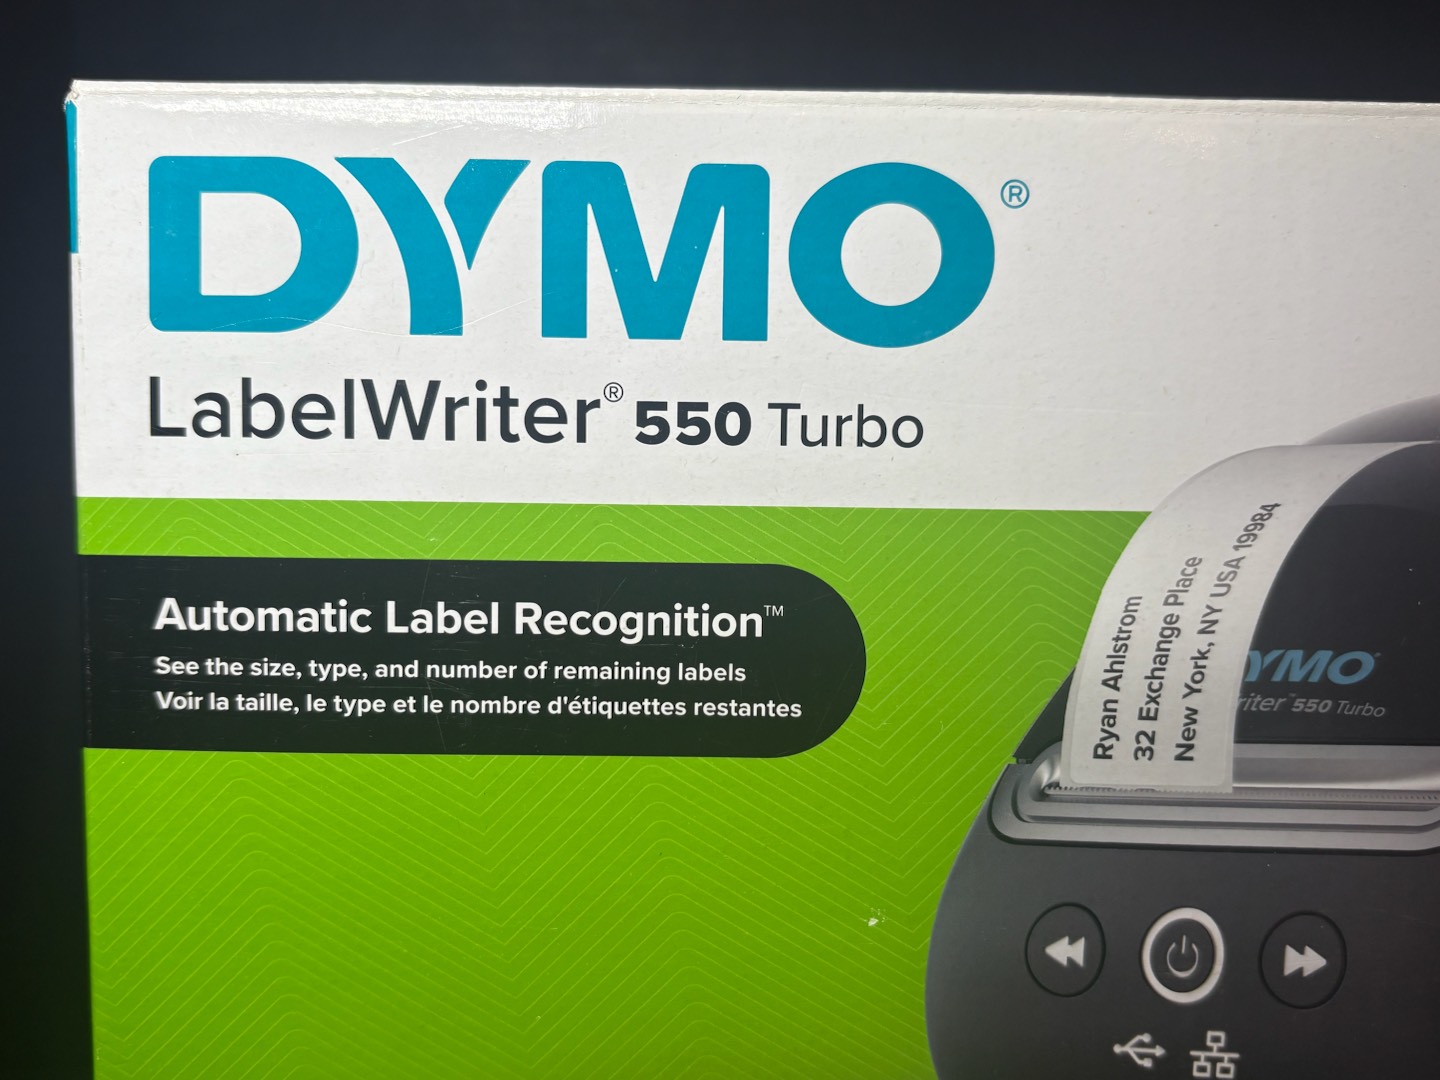 DYMO®
LabelWriter® 550 Turbo
Automatic Label Recognition™
See the size, type, and number of remaining labels
Voir la taille, le type et le nombre d'étiquettes restantes
Ryan Ahlstrom
32 Exchange Place
New York, NY USA 19984
YMO
riter™ 550 Turbo